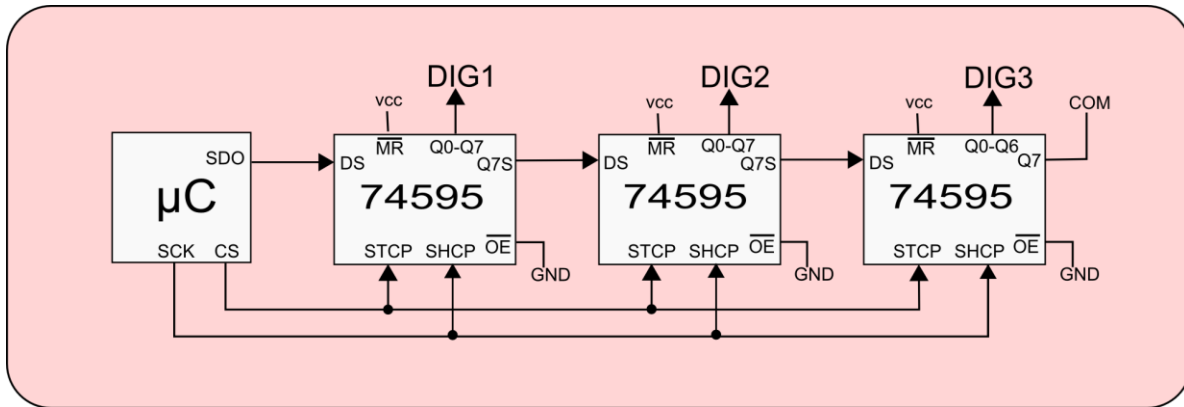 DIG1
DIG2
DIG3
vcc
vcc
vcc
COM
SDO
µC
SCK
CS
MR
Q0-Q7
DS
Q7S
74595
STCP
SHCP
OE
GND
MR
Q0-Q7
DS
Q7S
74595
STCP
SHCP
OE
GND
MR
Q0-Q6
DS
Q7
74595
STCP
SHCP
OE
GND